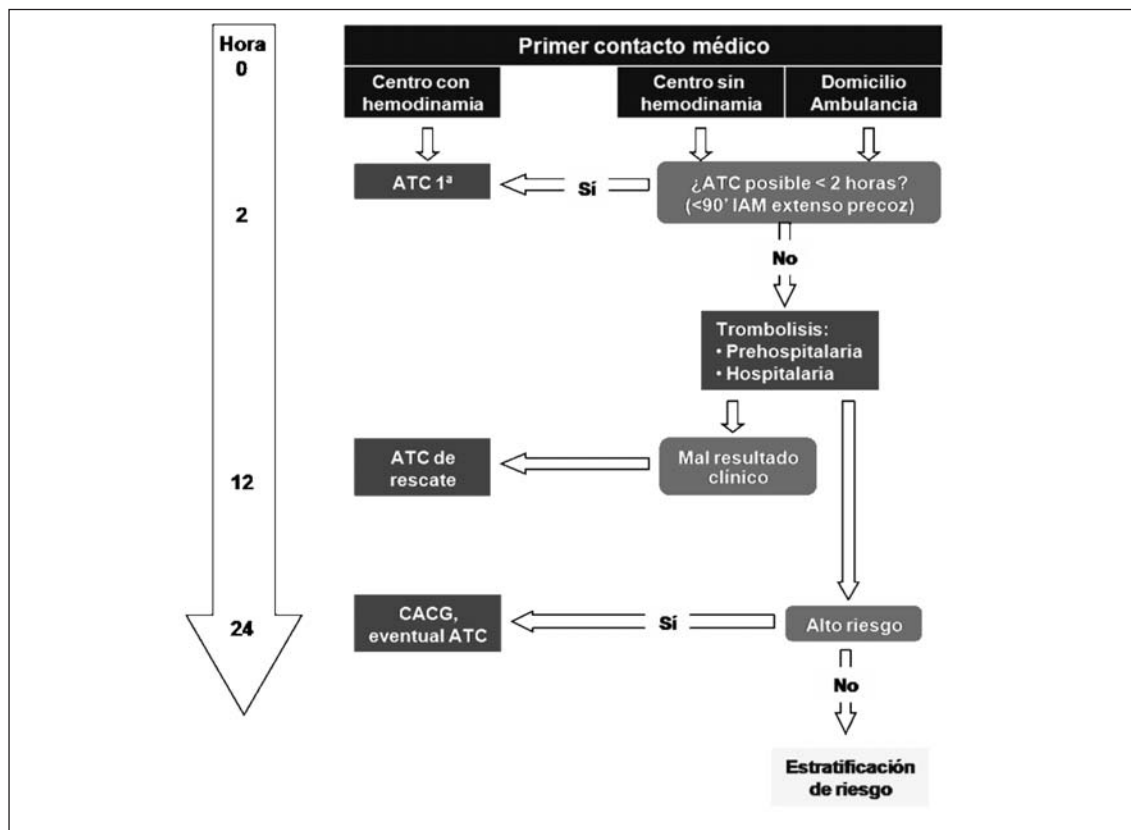 Hora
0
2
12
24
Primer contacto médico
Centro con
hemodinamia
Centro sin
hemodinamia
Domicilio
Ambulancia
ATC 1ª
Sí
¿ATC posible < 2 horas?
(<90' IAM extenso precoz)
No
Trombolisis:
• Prehospitalaria
• Hospitalaria
ATC de
rescate
Mal resultado
clínico
CACG,
eventual ATC
Sí
Alto riesgo
No
Estratificación
de riesgo